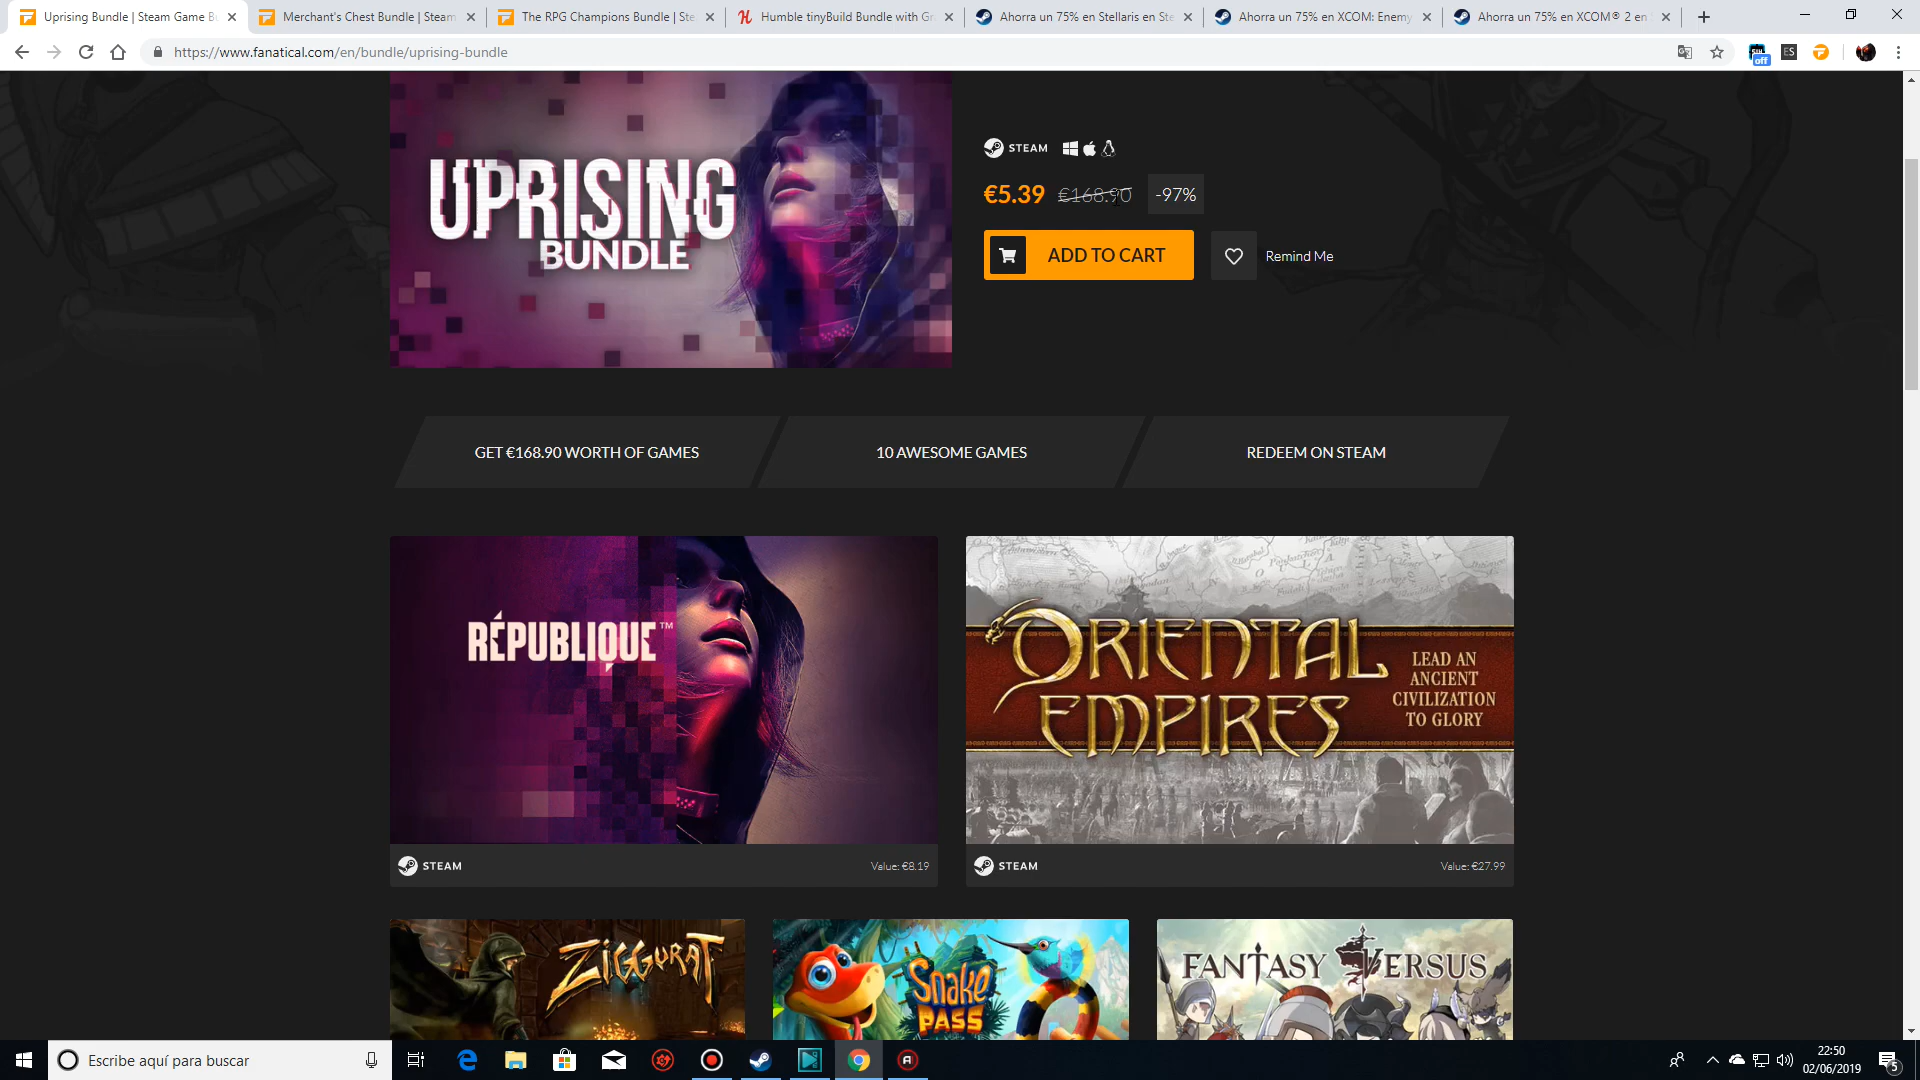 Uprising Bundle | Steam Game Bu
Merchant's Chest Bundle | Steam
The RPG Champions Bundle | Ste
Humble tinyBuild Bundle with Gr
Ahorra un 75% en Stellaris en Ste
Ahorra un 75% en XCOM: Enemy
Ahorra un 75% en XCOM® 2 en
https://www.fanatical.com/en/bundle/uprising-bundle
off
ES
UPRISING
BUNDLE
STEAM
€5.39 €168.90 -97%
ADD TO CART
Remind Me
GET €168.90 WORTH OF GAMES
10 AWESOME GAMES
REDEEM ON STEAM
RÉPUBLIQUE™
ORIENTAL
EMPIRES
LEAD AN
ANCIENT
CIVILIZATION
TO GLORY
STEAM
Value: €8.19
STEAM
Value: €27.99
ZIGGURAT
Snake
PASS
FANTASY VERSUS
Escribe aquí para buscar
22:50
02/06/2019
5